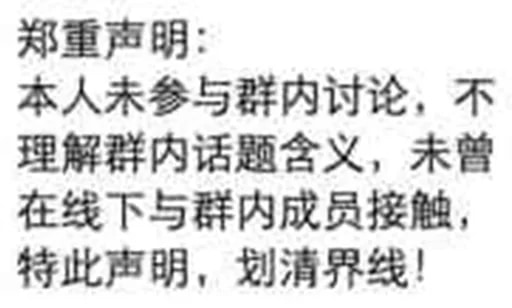 郑重声明：
本人未参与群内讨论，不
理解群内话题含义，未曾
在线下与群内成员接触，
特此声明，划清界线！